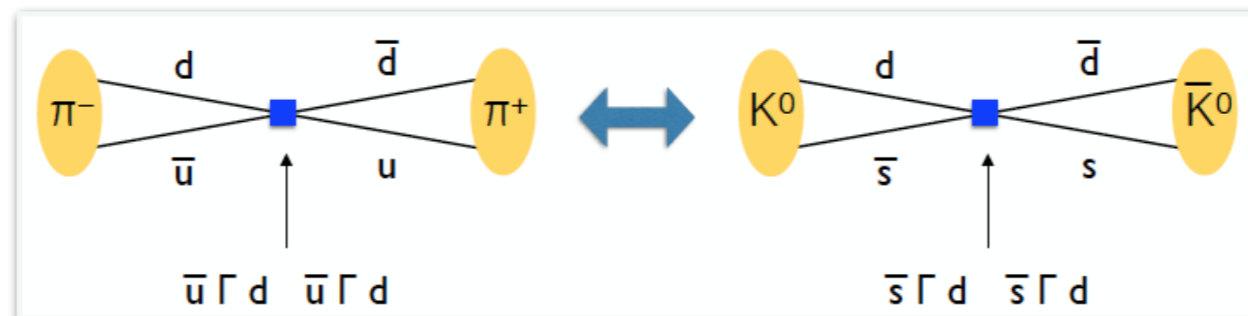 d d̅ d d̅
π⁻ π⁺ K⁰ K̅⁰
u̅ u s̅ s
u̅ Γ d u̅ Γ d s̅ Γ d s̅ Γ d